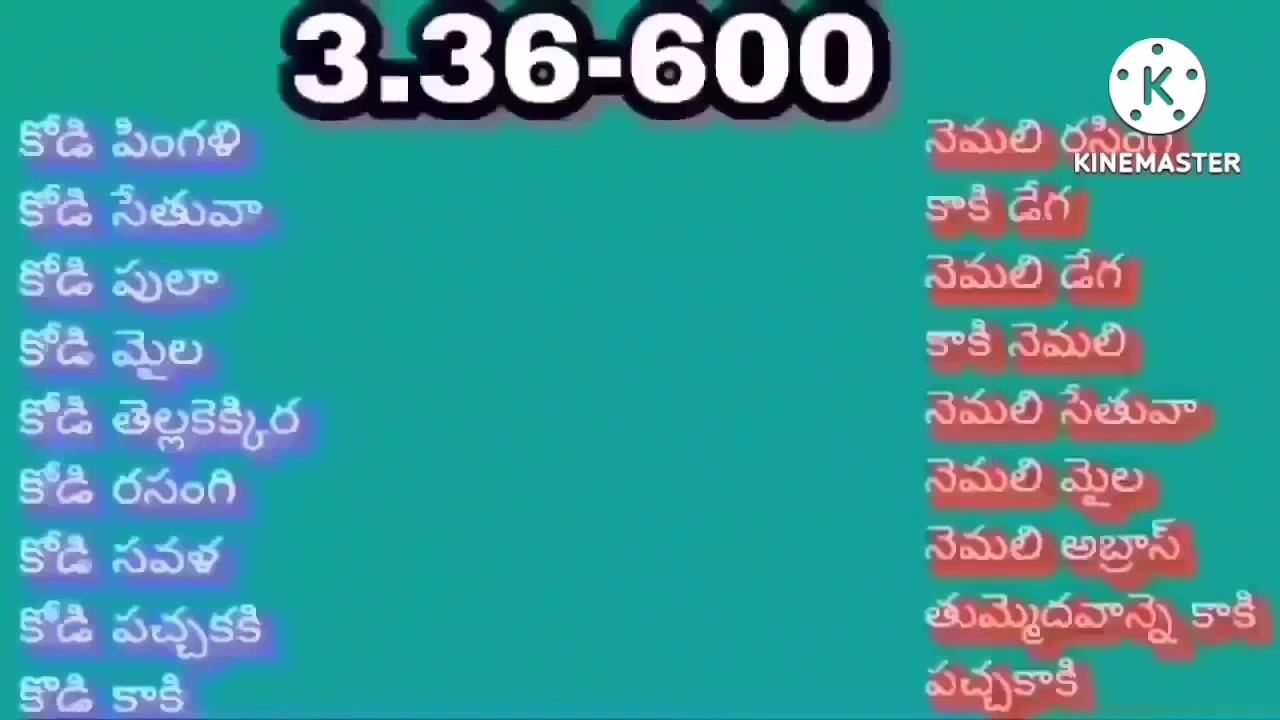 3.36-600
కోడి పింగళి
కోడి సేతువా
కోడి పులా
కోడి మైల
కోడి తెల్లకెక్కిర
కోడి రసంగి
కోడి సవళ
కోడి పచ్చకకి
కోడి కాకి
నెమలి రసింగి
కాకి డేగ
నెమలి డేగ
కాకి నెమలి
నెమలి సేతువా
నెమలి మైల
నెమలి అబ్రాస్
తుమ్మెదవాన్నె కాకి
పచ్చకాకి
K
KINEMASTER